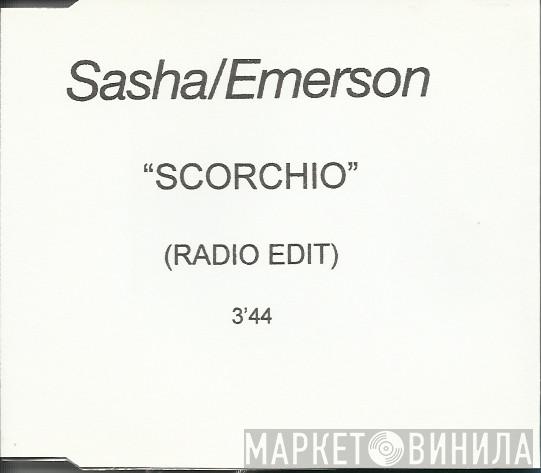 Sasha/Emerson
“SCORCHIO”
(RADIO EDIT)
3’44
МАРКЕТ ВИНИЛА